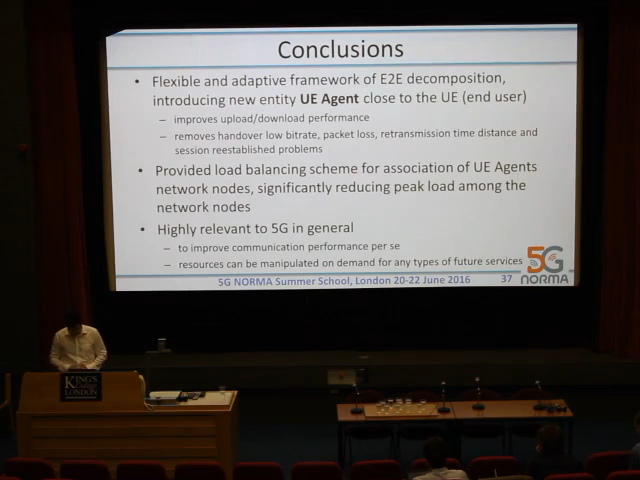 Conclusions
• Flexible and adaptive framework of E2E decomposition,
introducing new entity UE Agent close to the UE (end user)
– improves upload/download performance
– removes handover low bitrate, packet loss, retransmission time distance and
session reestablished problems
• Provided load balancing scheme for association of UE Agents
network nodes, significantly reducing peak load among the
network nodes
• Highly relevant to 5G in general
– to improve communication performance per se
– resources can be manipulated on demand for any types of future services
5G NORMA Summer School, London 20-22 June 2016 37
5G
NORMA
KING'S
College
LONDON